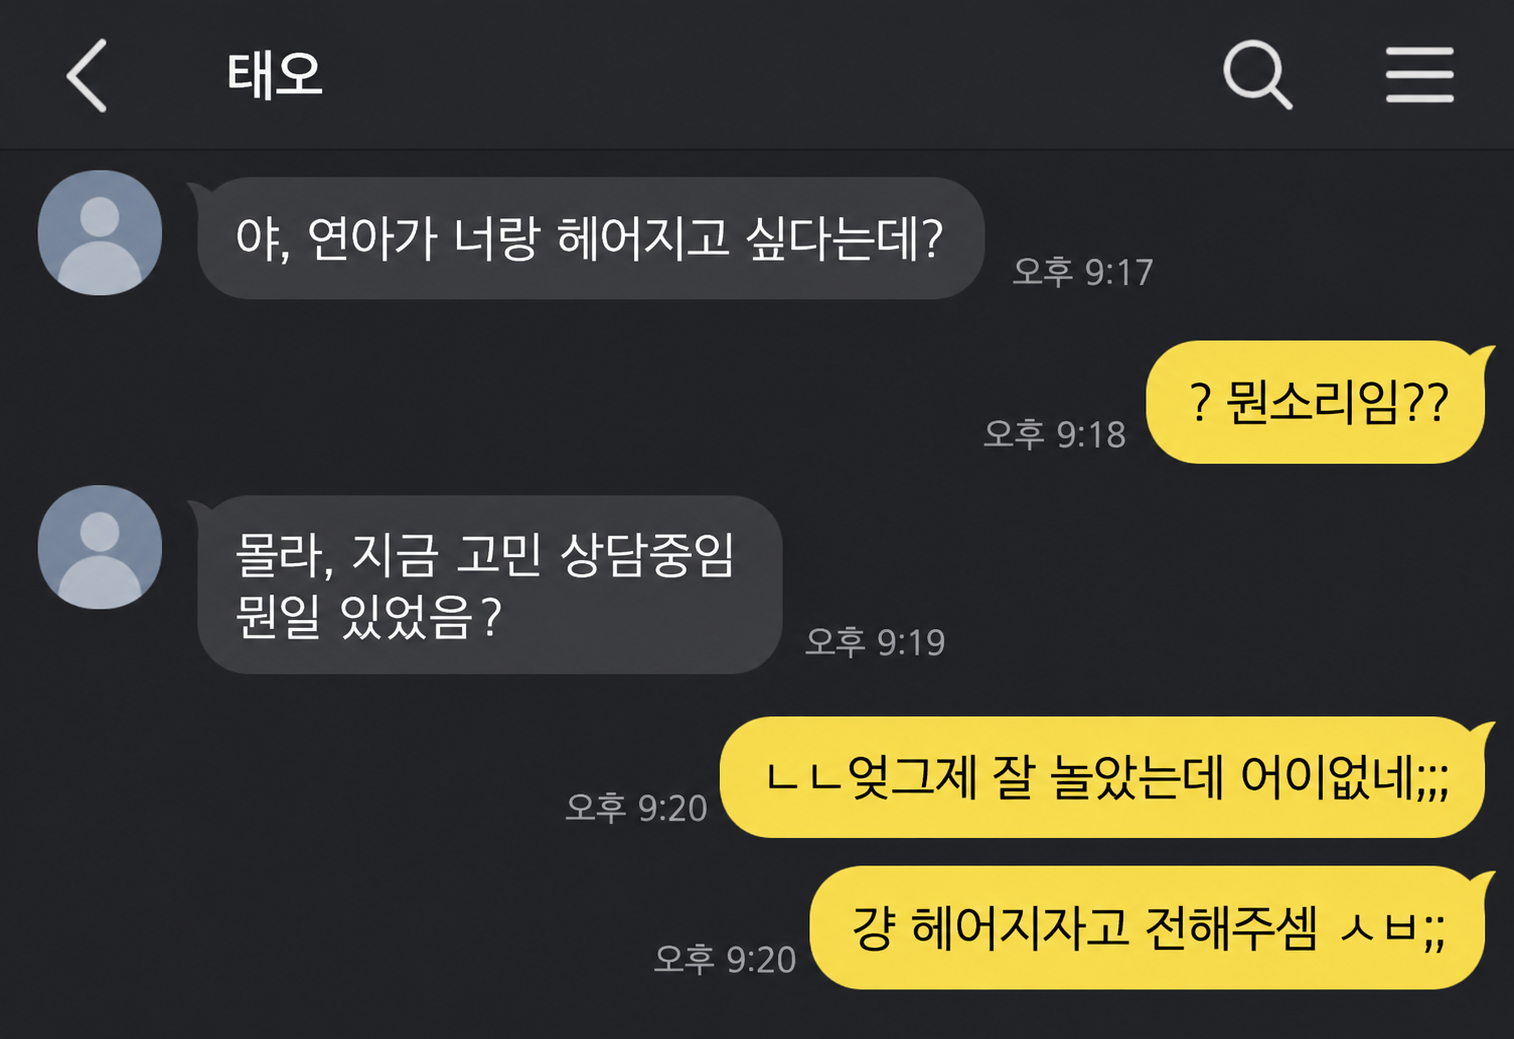 태오
야, 연아가 너랑 헤어지고 싶다는데?
오후 9:17
? 뭔소리임??
오후 9:18
몰라, 지금 고민 상담중임
뭔일 있었음?
오후 9:19
ㄴㄴ엊그제 잘 놀았는데 어이없네;;;
오후 9:20
걍 헤어지자고 전해주셈 ㅅㅂ;;
오후 9:20